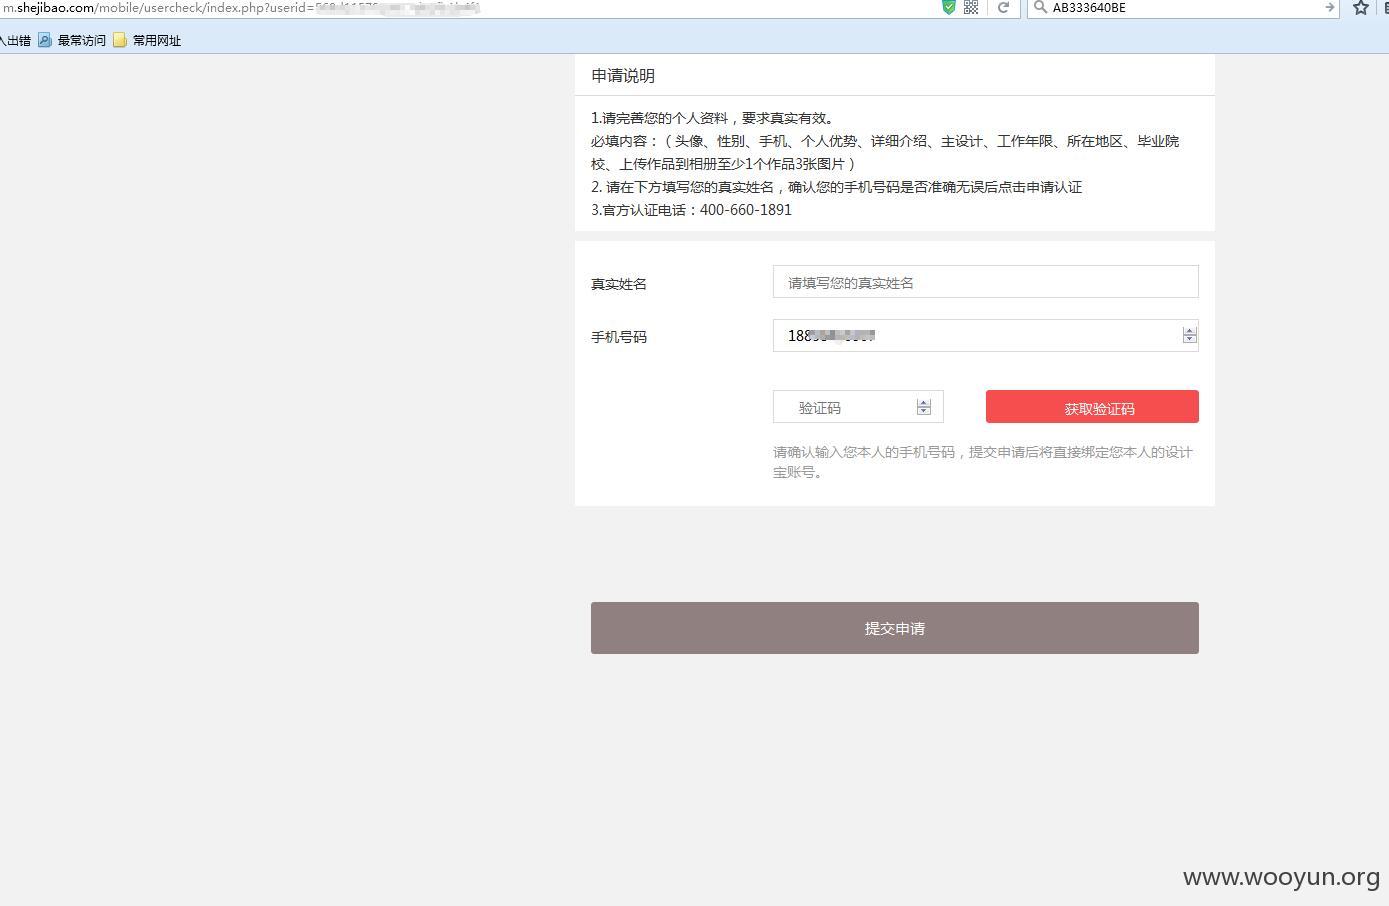 m.shejibao.com/mobile/usercheck/index.php?userid=
AB333640BE
入出错 最常访问 常用网址
申请说明
1.请完善您的个人资料，要求真实有效。
必填内容：（头像、性别、手机、个人优势、详细介绍、主设计、工作年限、所在地区、毕业院
校、上传作品到相册至少1个作品3张图片）
2. 请在下方填写您的真实姓名，确认您的手机号码是否准确无误后点击申请认证
3.官方认证电话：400-660-1891
真实姓名 请填写您的真实姓名
手机号码 188
验证码 获取验证码
请确认输入您本人的手机号码，提交申请后将直接绑定您本人的设计
宝账号。
提交申请
www.wooyun.org